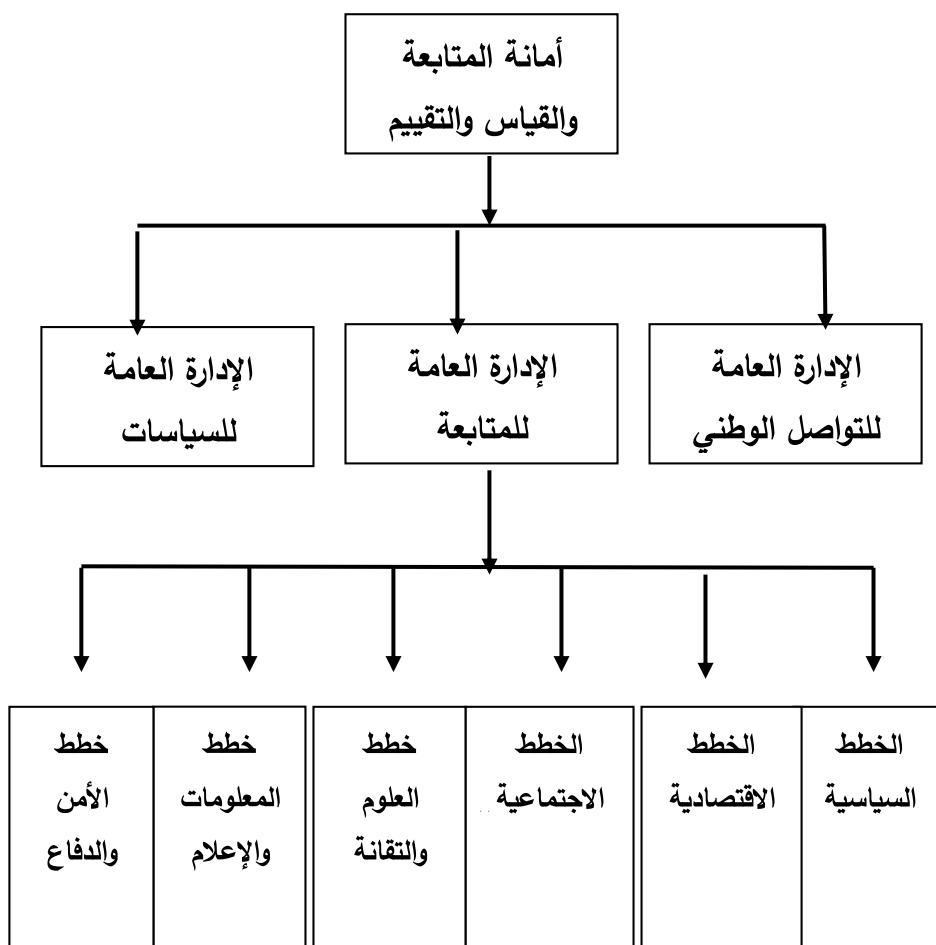 أمانة المتابعة
والقياس والتقييم
الإدارة العامة
للتواصل الوطني
الإدارة العامة
للمتابعة
الإدارة العامة
للسياسات
الخطط
السياسية
الخطط
الاقتصادية
الخطط
الاجتماعية
خطط
العلوم
والتقانة
خطط
المعلومات
والإعلام
خطط
الأمن
والدفاع